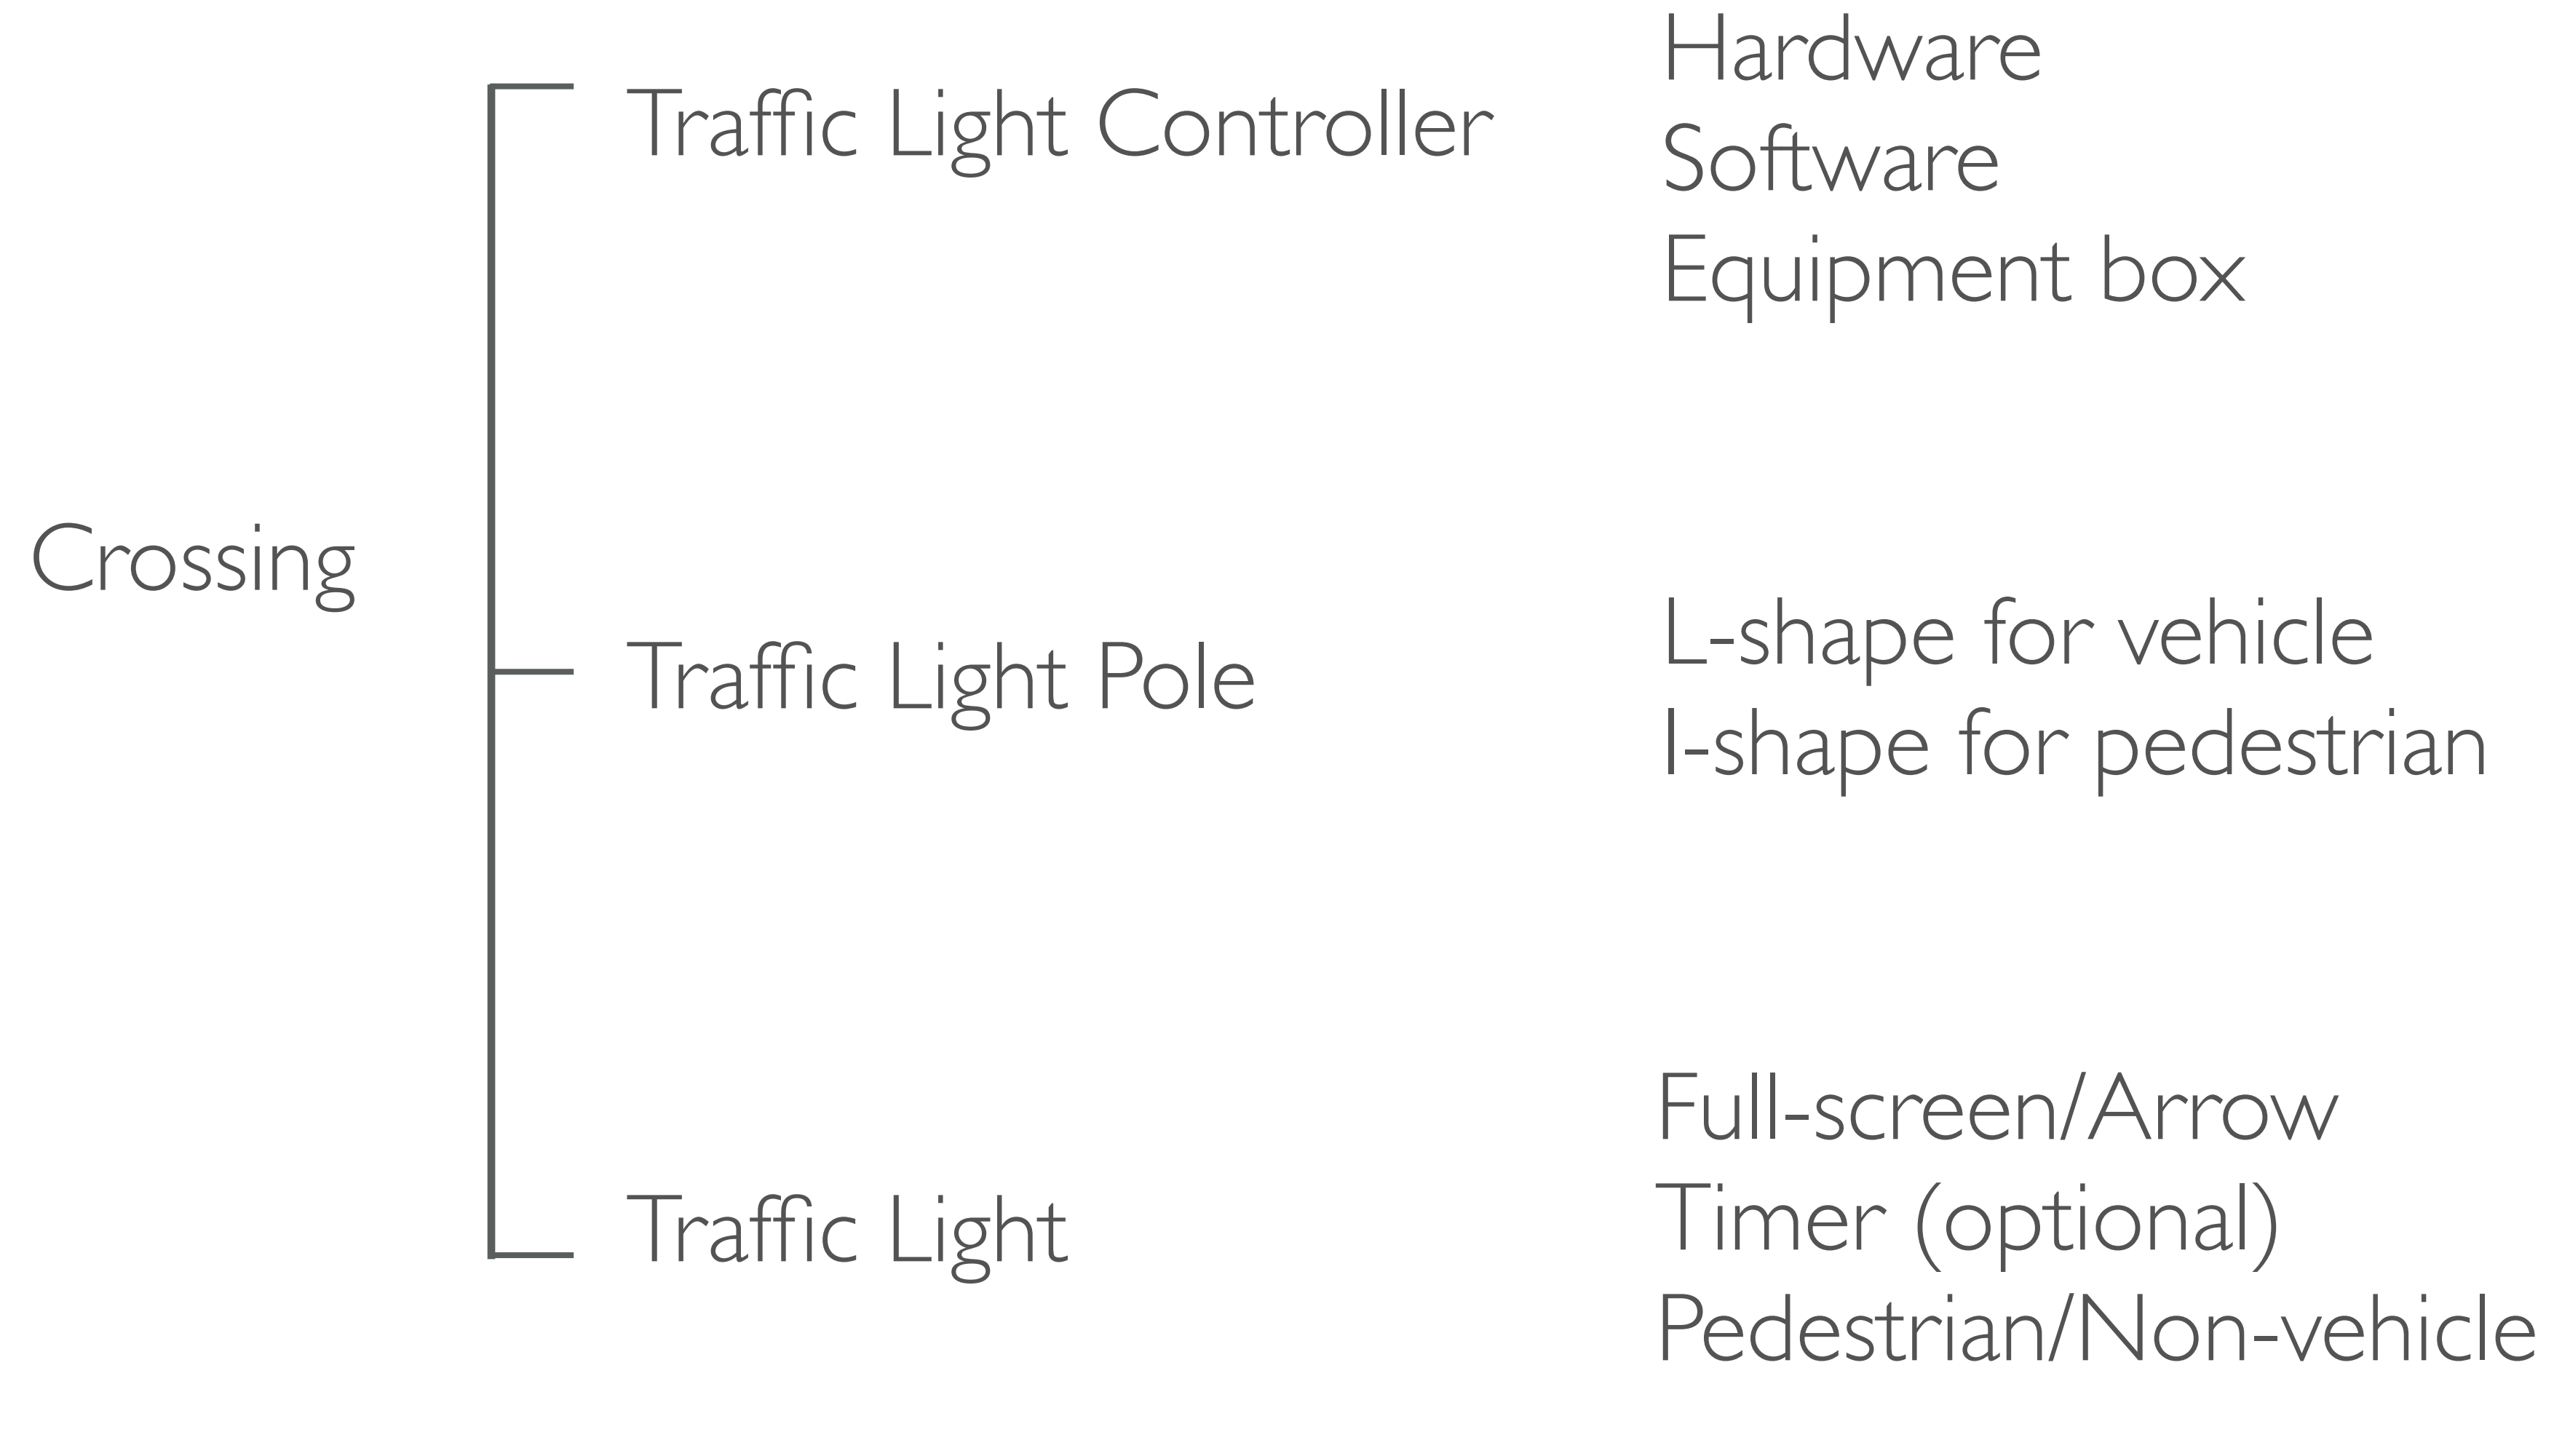 Crossing
Traffic Light Controller
Hardware
Software
Equipment box
Traffic Light Pole
L-shape for vehicle
I-shape for pedestrian
Traffic Light
Full-screen/Arrow
Timer (optional)
Pedestrian/Non-vehicle